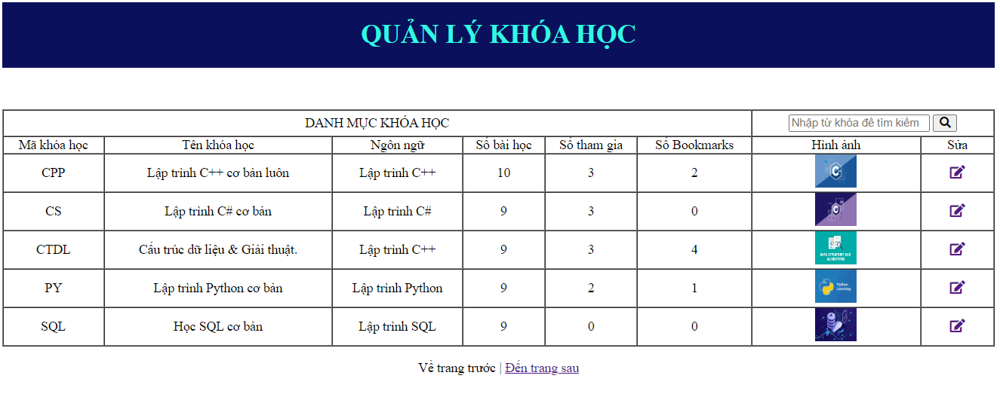 QUẢN LÝ KHÓA HỌC
DANH MỤC KHÓA HỌC Nhập từ khóa để tìm kiếm
Mã khóa học Tên khóa học Ngôn ngữ Số bài học Số tham gia Số Bookmarks Hình ảnh Sửa
CPP Lập trình C++ cơ bản luôn Lập trình C++ 10 3 2
CS Lập trình C# cơ bản Lập trình C# 9 3 0
CTDL Cấu trúc dữ liệu & Giải thuật. Lập trình C++ 9 3 4
DATA STRUCTURE AND
ALGORITHMS
PY Lập trình Python cơ bản Lập trình Python 9 2 1
Python
Learning
SQL Học SQL cơ bản Lập trình SQL 9 0 0
Về trang trước | Đến trang sau